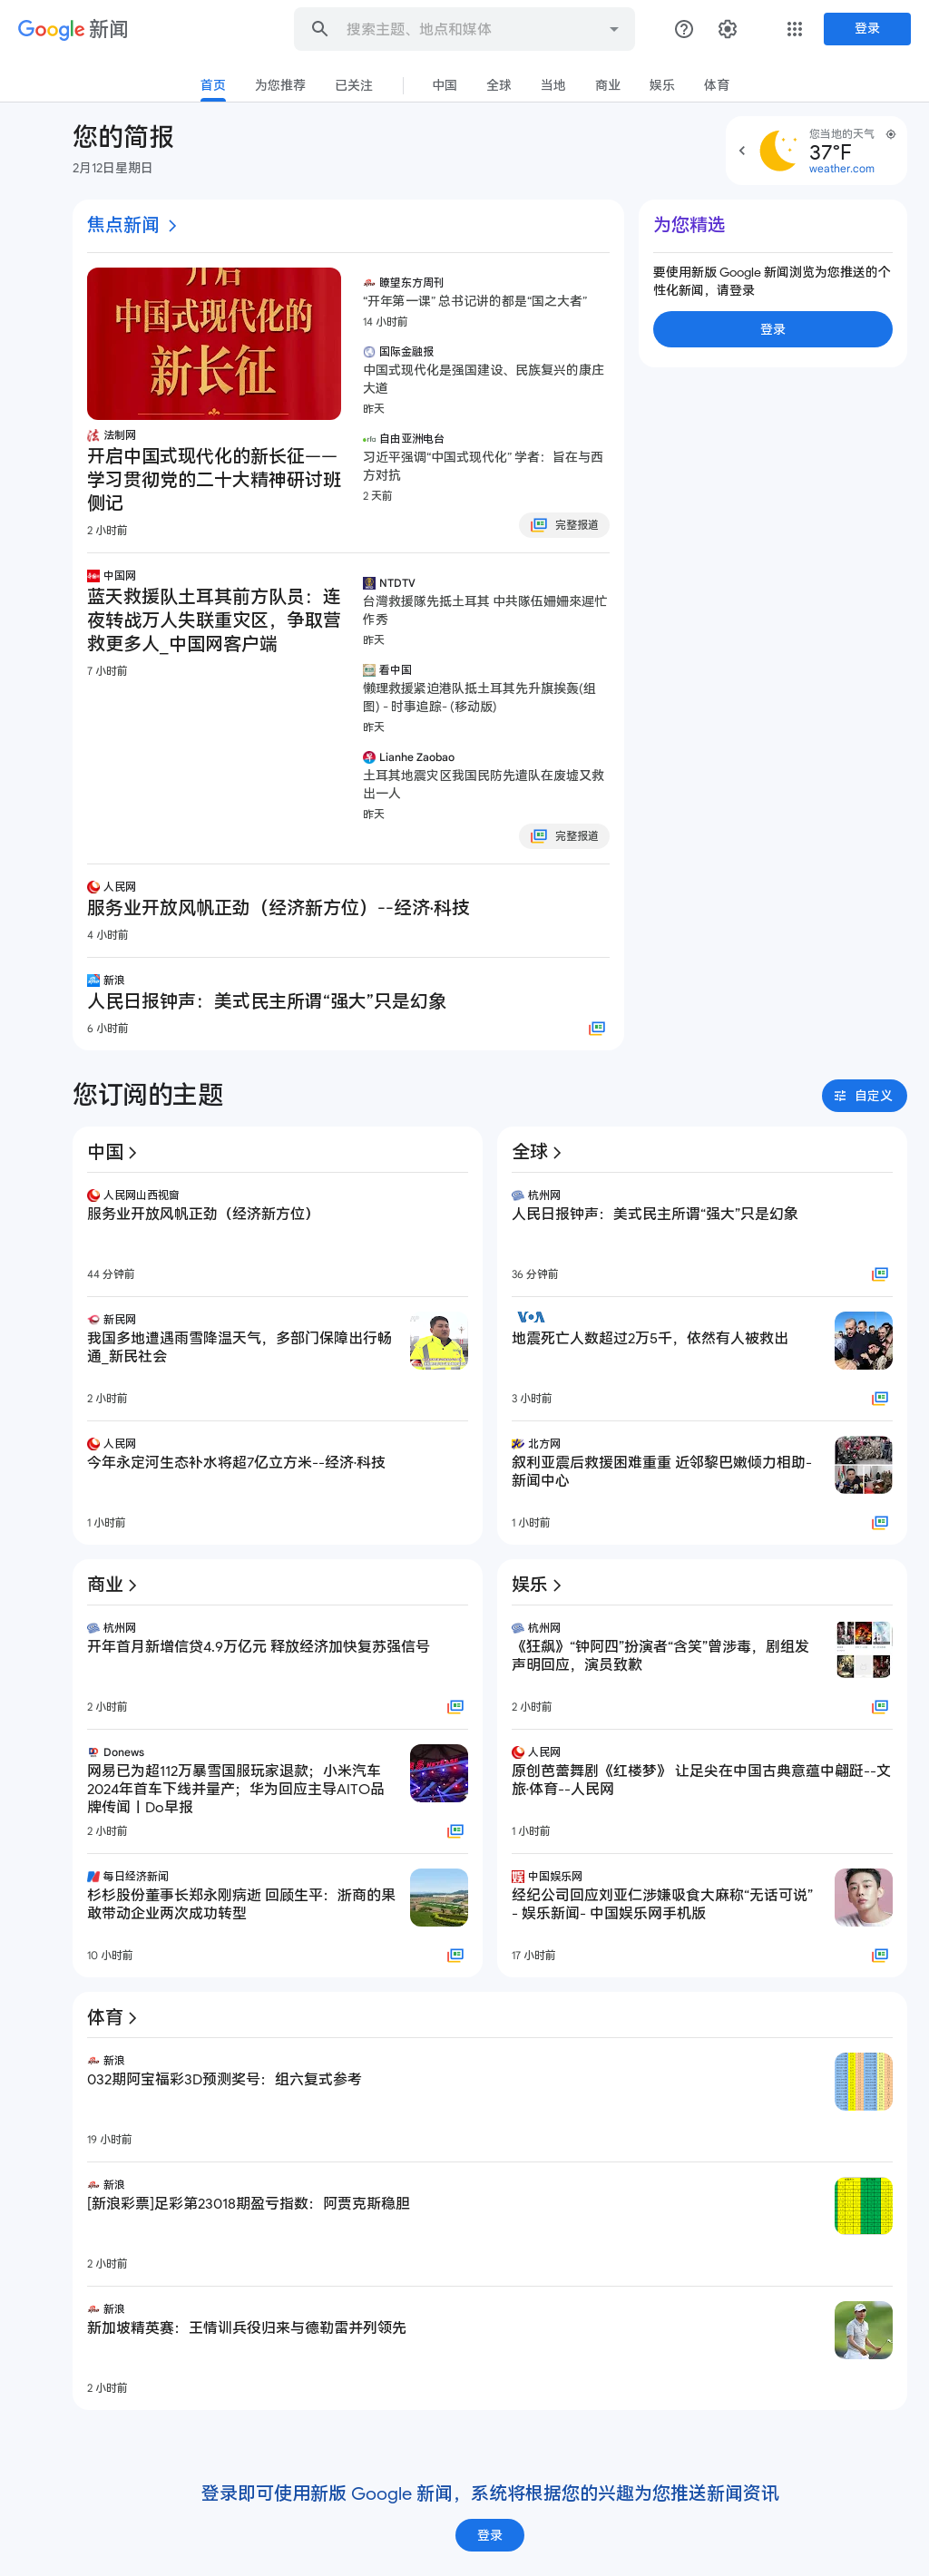 Google 新闻
搜索主题、地点和媒体
登录
首页
为您推荐
已关注
中国
全球
当地
商业
娱乐
体育
您的简报
2月12日星期日
您当地的天气
37°F
weather.com
焦点新闻
开启
中国式现代化的
新长征
法制网
开启中国式现代化的新长征——
学习贯彻党的二十大精神研讨班
侧记
2 小时前
瞭望东方周刊
“开年第一课” 总书记讲的都是“国之大者”
14 小时前
国际金融报
中国式现代化是强国建设、民族复兴的康庄
大道
昨天
rfa 自由亚洲电台
习近平强调“中国式现代化” 学者：旨在与西
方对抗
2 天前
完整报道
中国网
蓝天救援队土耳其前方队员：连
夜转战万人失联重灾区，争取营
救更多人_中国网客户端
7 小时前
NTDTV
台灣救援隊先抵土耳其 中共隊伍姍姍來遲忙
作秀
昨天
看中国
懒理救援紧迫港队抵土耳其先升旗挨轰(组
图) - 时事追踪- (移动版)
昨天
Lianhe Zaobao
土耳其地震灾区我国民防先遣队在废墟又救
出一人
昨天
完整报道
人民网
服务业开放风帆正劲（经济新方位）--经济·科技
4 小时前
新浪
人民日报钟声：美式民主所谓“强大”只是幻象
6 小时前
为您精选
要使用新版 Google 新闻浏览为您推送的个
性化新闻，请登录
登录
您订阅的主题
自定义
中国
人民网山西视窗
服务业开放风帆正劲（经济新方位）
44 分钟前
新民网
我国多地遭遇雨雪降温天气，多部门保障出行畅
通_新民社会
2 小时前
人民网
今年永定河生态补水将超7亿立方米--经济·科技
1 小时前
全球
杭州网
人民日报钟声：美式民主所谓“强大”只是幻象
36 分钟前
VOA
地震死亡人数超过2万5千，依然有人被救出
3 小时前
北方网
叙利亚震后救援困难重重 近邻黎巴嫩倾力相助-
新闻中心
1 小时前
商业
杭州网
开年首月新增信贷4.9万亿元 释放经济加快复苏强信号
2 小时前
Donews
网易已为超112万暴雪国服玩家退款；小米汽车
2024年首车下线并量产；华为回应主导AITO品
牌传闻丨Do早报
2 小时前
每日经济新闻
杉杉股份董事长郑永刚病逝 回顾生平：浙商的果
敢带动企业两次成功转型
10 小时前
娱乐
杭州网
《狂飙》“钟阿四”扮演者“含笑”曾涉毒，剧组发
声明回应，演员致歉
2 小时前
人民网
原创芭蕾舞剧《红楼梦》 让足尖在中国古典意蕴中翩跹--文
旅·体育--人民网
1 小时前
中国娱乐网
经纪公司回应刘亚仁涉嫌吸食大麻称“无话可说”
- 娱乐新闻- 中国娱乐网手机版
17 小时前
体育
新浪
032期阿宝福彩3D预测奖号：组六复式参考
19 小时前
新浪
[新浪彩票]足彩第23018期盈亏指数：阿贾克斯稳胆
2 小时前
新浪
新加坡精英赛：王情训兵役归来与德勒雷并列领先
2 小时前
登录即可使用新版 Google 新闻，系统将根据您的兴趣为您推送新闻资讯
登录